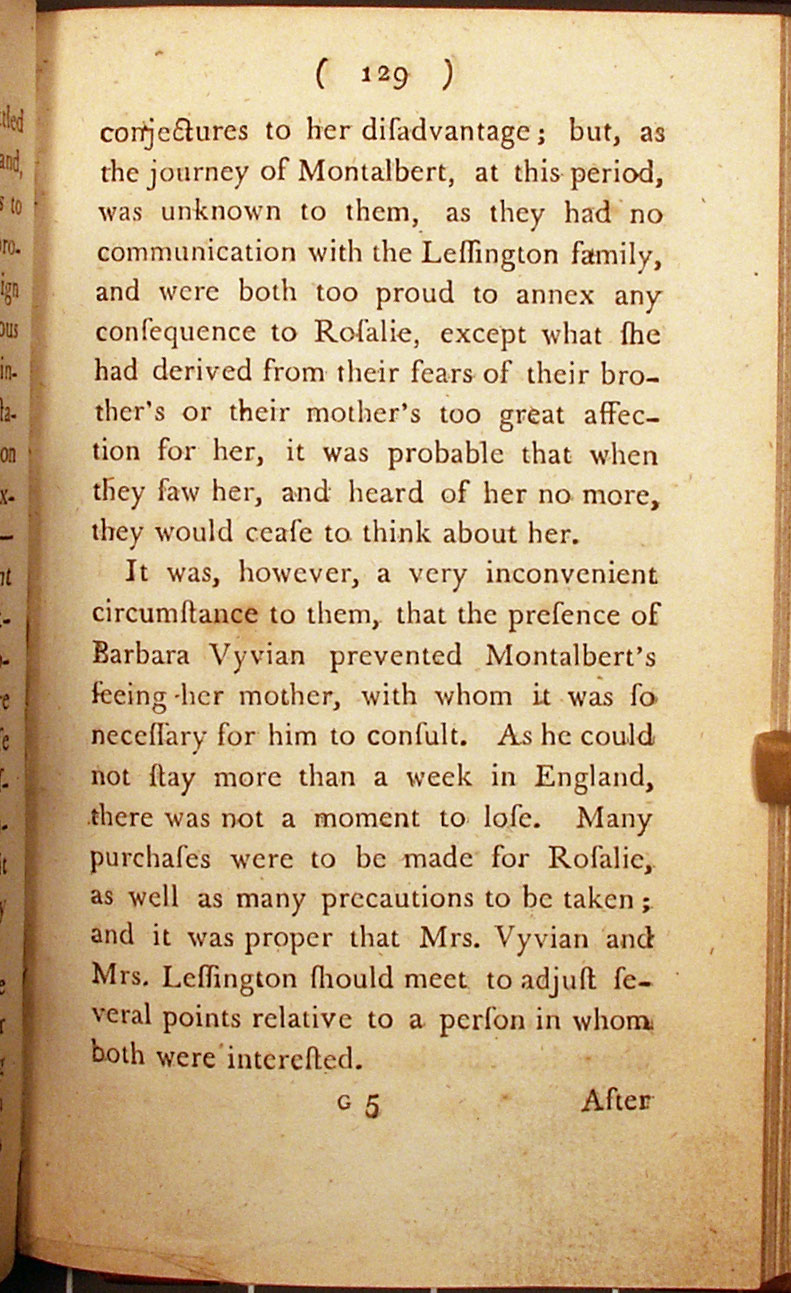 ( 129 )
conjectures to her diſadvantage; but, as
the journey of Montalbert, at this period,
was unknown to them, as they had no
communication with the Leſſington family,
and were both too proud to annex any
conſequence to Roſalie, except what ſhe
had derived from their fears of their bro-
ther's or their mother's too great affec-
tion for her, it was probable that when
they ſaw her, and heard of her no more,
they would ceaſe to think about her.
It was, however, a very inconvenient
circumſtance to them, that the preſence of
Barbara Vyvian prevented Montalbert's
ſeeing her mother, with whom it was ſo
neceſſary for him to conſult. As he could
not ſtay more than a week in England,
there was not a moment to loſe. Many
purchaſes were to be made for Roſalie,
as well as many precautions to be taken;
and it was proper that Mrs. Vyvian and
Mrs. Leſſington ſhould meet to adjuſt ſe-
veral points relative to a perſon in whom
both were intereſted.
G 5 After